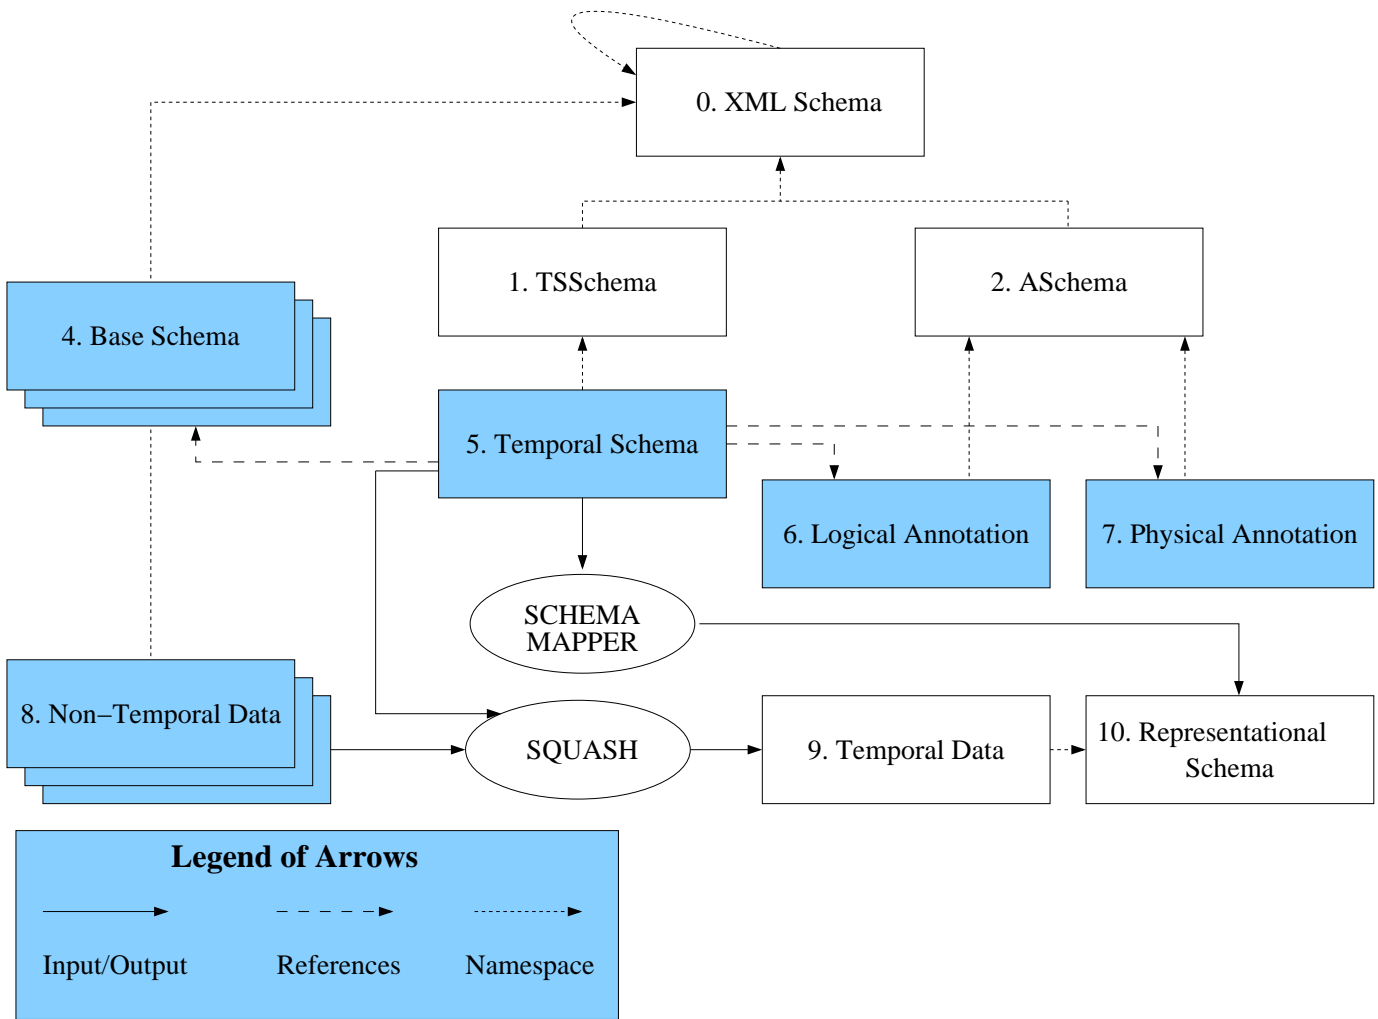 0. XML Schema
1. TSSchema
2. ASchema
4. Base Schema
5. Temporal Schema
6. Logical Annotation
7. Physical Annotation
SCHEMA
MAPPER
8. Non−Temporal Data
SQUASH
9. Temporal Data
10. Representational
Schema
Legend of Arrows
Input/Output
References
Namespace